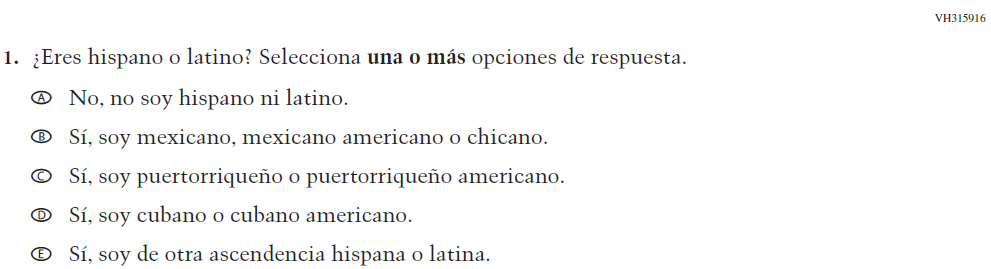 VH315916
1. ¿Eres hispano o latino? Selecciona una o más opciones de respuesta.
A No, no soy hispano ni latino.
B Sí, soy mexicano, mexicano americano o chicano.
C Sí, soy puertorriqueño o puertorriqueño americano.
D Sí, soy cubano o cubano americano.
E Sí, soy de otra ascendencia hispana o latina.